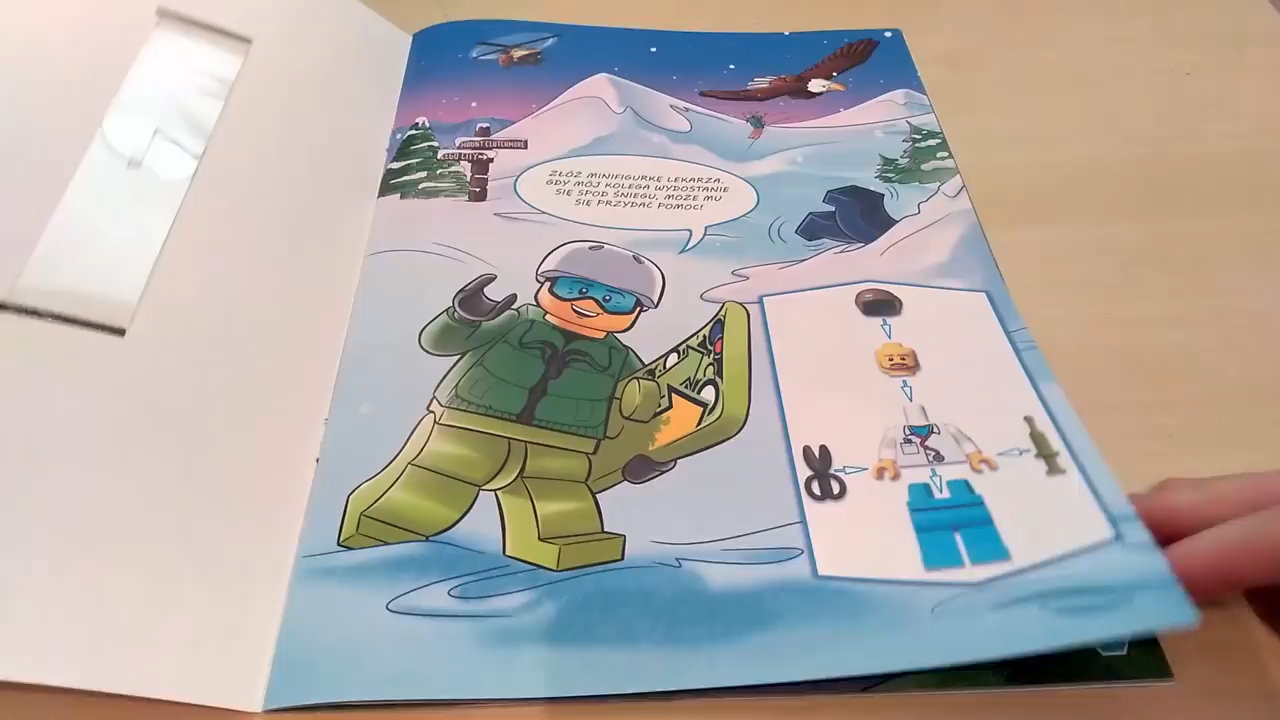 MOUNT CLUTCHMORE
LEGO CITY
ZŁÓŻ MINIFIGURKĘ LEKARZA.
GDY MÓJ KOLEGA WYDOSTANIE
SIĘ SPOD ŚNIEGU, MOŻE MU
SIĘ PRZYDAĆ POMOC!